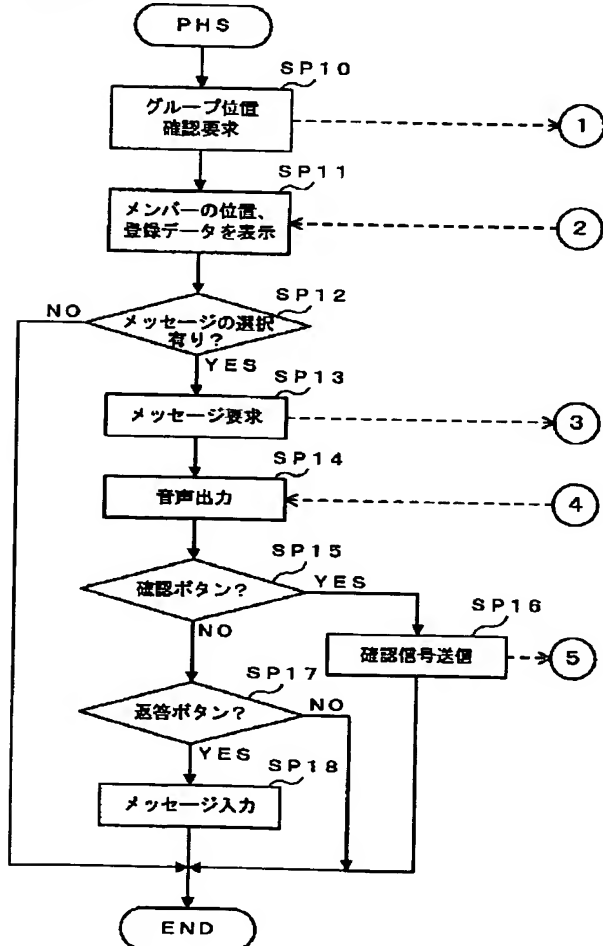 PHS
SP10
グループ位置
確認要求
1
SP11
メンバーの位置、
登録データを表示
2
SP12
NO
メッセージの選択
有り?
YES
SP13
メッセージ要求
3
SP14
音声出力
4
SP15
確認ボタン?
YES
NO
SP16
確認信号送信
5
SP17
返答ボタン?
NO
YES
SP18
メッセージ入力
END